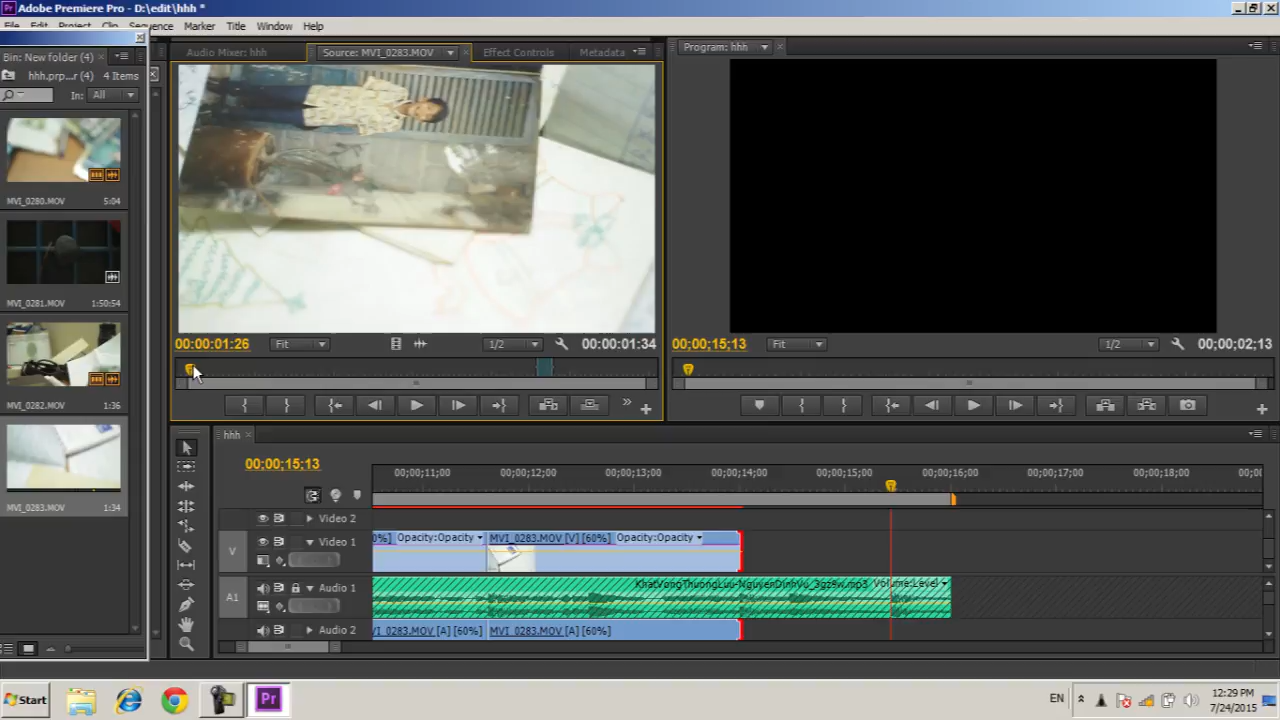 Adobe Premiere Pro - D:\edit\hhh *
File Edit Project Clip Sequence Marker Title Window Help
Audio Mixer: hhh
Source: MVI_0283.MOV
Effect Controls
Metadata
Program: hhh
Bin: New folder (4)
hhh.prp...r (4) 4 Items
In: All
MVI_0280.MOV 5:04
MVI_0281.MOV 1:50:54
MVI_0282.MOV 1:36
MVI_0283.MOV 1:34
00:00:01:26 Fit 1/2 00:00:01:34
00;00;15;13 Fit 1/2 00;00;02;13
hhh
00;00;15;13
00;00;11;00 00;00;12;00 00;00;13;00 00;00;14;00 00;00;15;00 00;00;16;00 00;00;17;00 00;00;18;00 00;00
Video 2
V Video 1
0%] Opacity:Opacity MVI_0283.MOV [V] [60%] Opacity:Opacity
A1 Audio 1
KhatVongThuongLuu-NguyenDinhVu_3gz9w.mp3 Volume:Level
Audio 2
VI_0283.MOV [A] [60%] MVI_0283.MOV [A] [60%]
Start
Pr
EN
12:29 PM
7/24/2015